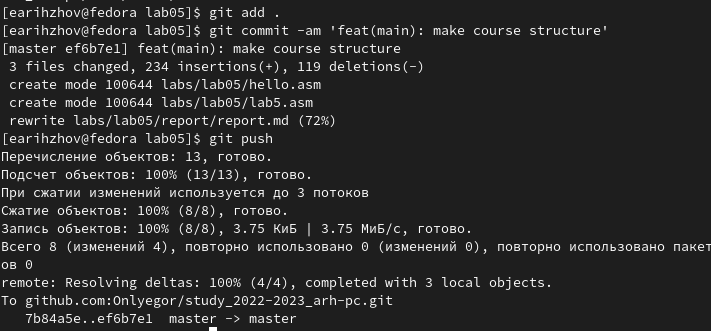 [earihzhov@fedora lab05]$ git add .
[earihzhov@fedora lab05]$ git commit -am 'feat(main): make course structure'
[master ef6b7e1] feat(main): make course structure
 3 files changed, 234 insertions(+), 119 deletions(-)
 create mode 100644 labs/lab05/hello.asm
 create mode 100644 labs/lab05/lab5.asm
 rewrite labs/lab05/report/report.md (72%)
[earihzhov@fedora lab05]$ git push
Перечисление объектов: 13, готово.
Подсчет объектов: 100% (13/13), готово.
При сжатии изменений используется до 3 потоков
Сжатие объектов: 100% (8/8), готово.
Запись объектов: 100% (8/8), 3.75 КиБ | 3.75 МиБ/с, готово.
Всего 8 (изменений 4), повторно использовано 0 (изменений 0), повторно использовано пакет
ов 0
remote: Resolving deltas: 100% (4/4), completed with 3 local objects.
To github.com:Onlyegor/study_2022-2023_arh-pc.git
   7b84a5e..ef6b7e1  master -> master